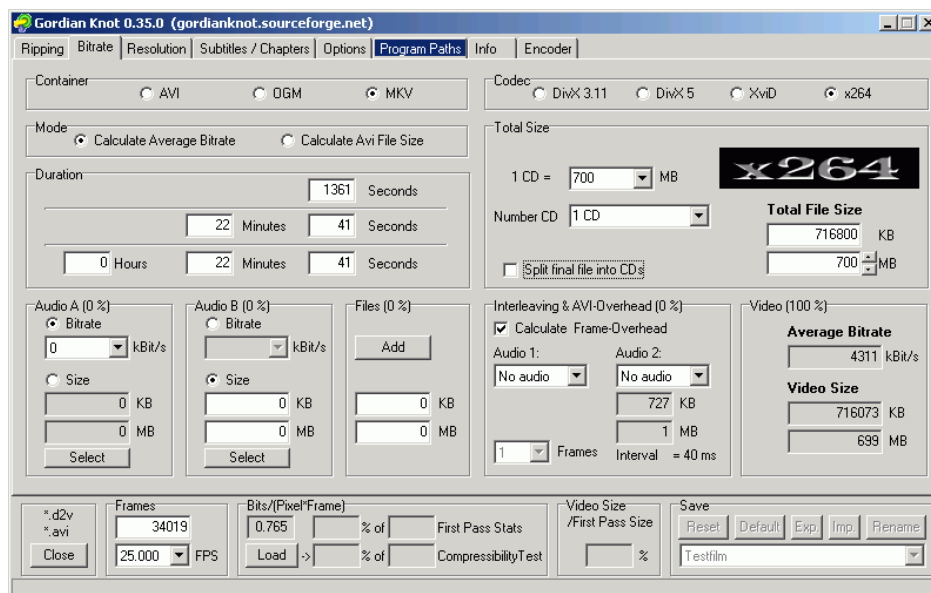 Gordian Knot 0.35.0 (gordianknot.sourceforge.net)
Ripping Bitrate Resolution Subtitles / Chapters Options Program Paths Info Encoder
Container
AVI OGM MKV
Codec
DivX 3.11 DivX 5 XviD x264
Mode
Calculate Average Bitrate Calculate Avi File Size
Duration
1361 Seconds
22 Minutes 41 Seconds
0 Hours 22 Minutes 41 Seconds
Total Size
1 CD = 700 MB
x264
Number CD 1 CD
Total File Size
716800 KB
700 MB
Split final file into CDs
Audio A (0 %)
Bitrate
0 kBit/s
Size
0 KB
0 MB
Select
Audio B (0 %)
Bitrate
kBit/s
Size
0 KB
0 MB
Select
Files (0 %)
Add
0 KB
0 MB
Interleaving & AVI-Overhead (0 %)
Calculate Frame-Overhead
Audio 1: Audio 2:
No audio No audio
727 KB
1 MB
1 Frames Interval = 40 ms
Video (100 %)
Average Bitrate
4311 kBit/s
Video Size
716073 KB
699 MB
*.d2v
*.avi
Close
Frames
34019
25.000 FPS
Bits/(Pixel*Frame)
0.765 % of First Pass Stats
Load -> % of CompressibilityTest
Video Size
/First Pass Size
%
Save
Reset Default Exp. Imp. Rename
Testfilm